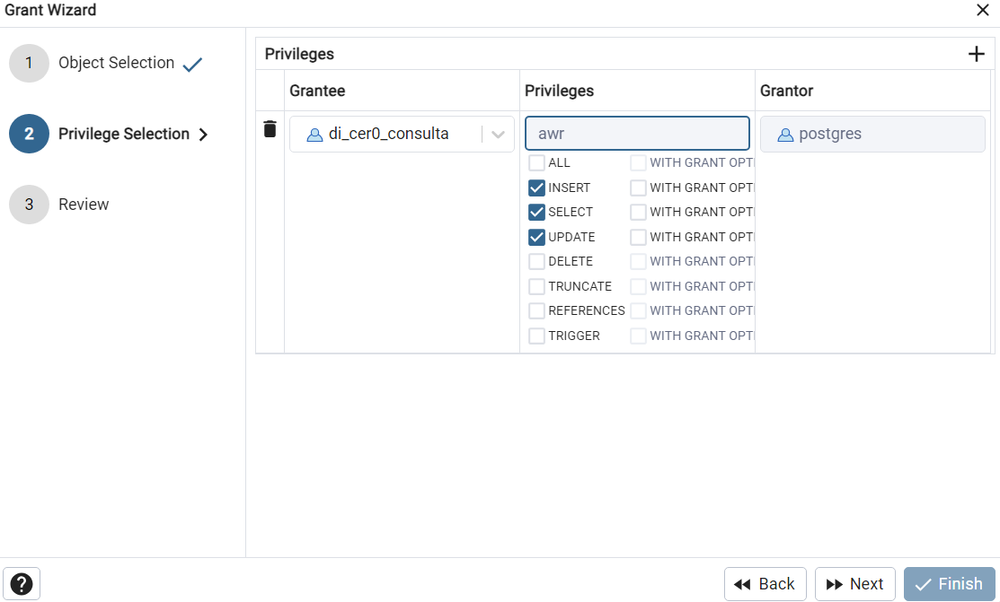 Grant Wizard
1 Object Selection
2 Privilege Selection
3 Review
Privileges
Grantee Privileges Grantor
di_cer0_consulta awr postgres
ALL WITH GRANT OPTI
INSERT WITH GRANT OPTI
SELECT WITH GRANT OPTI
UPDATE WITH GRANT OPTI
DELETE WITH GRANT OPTI
TRUNCATE WITH GRANT OPTI
REFERENCES WITH GRANT OPTI
TRIGGER WITH GRANT OPTI
? Back Next Finish